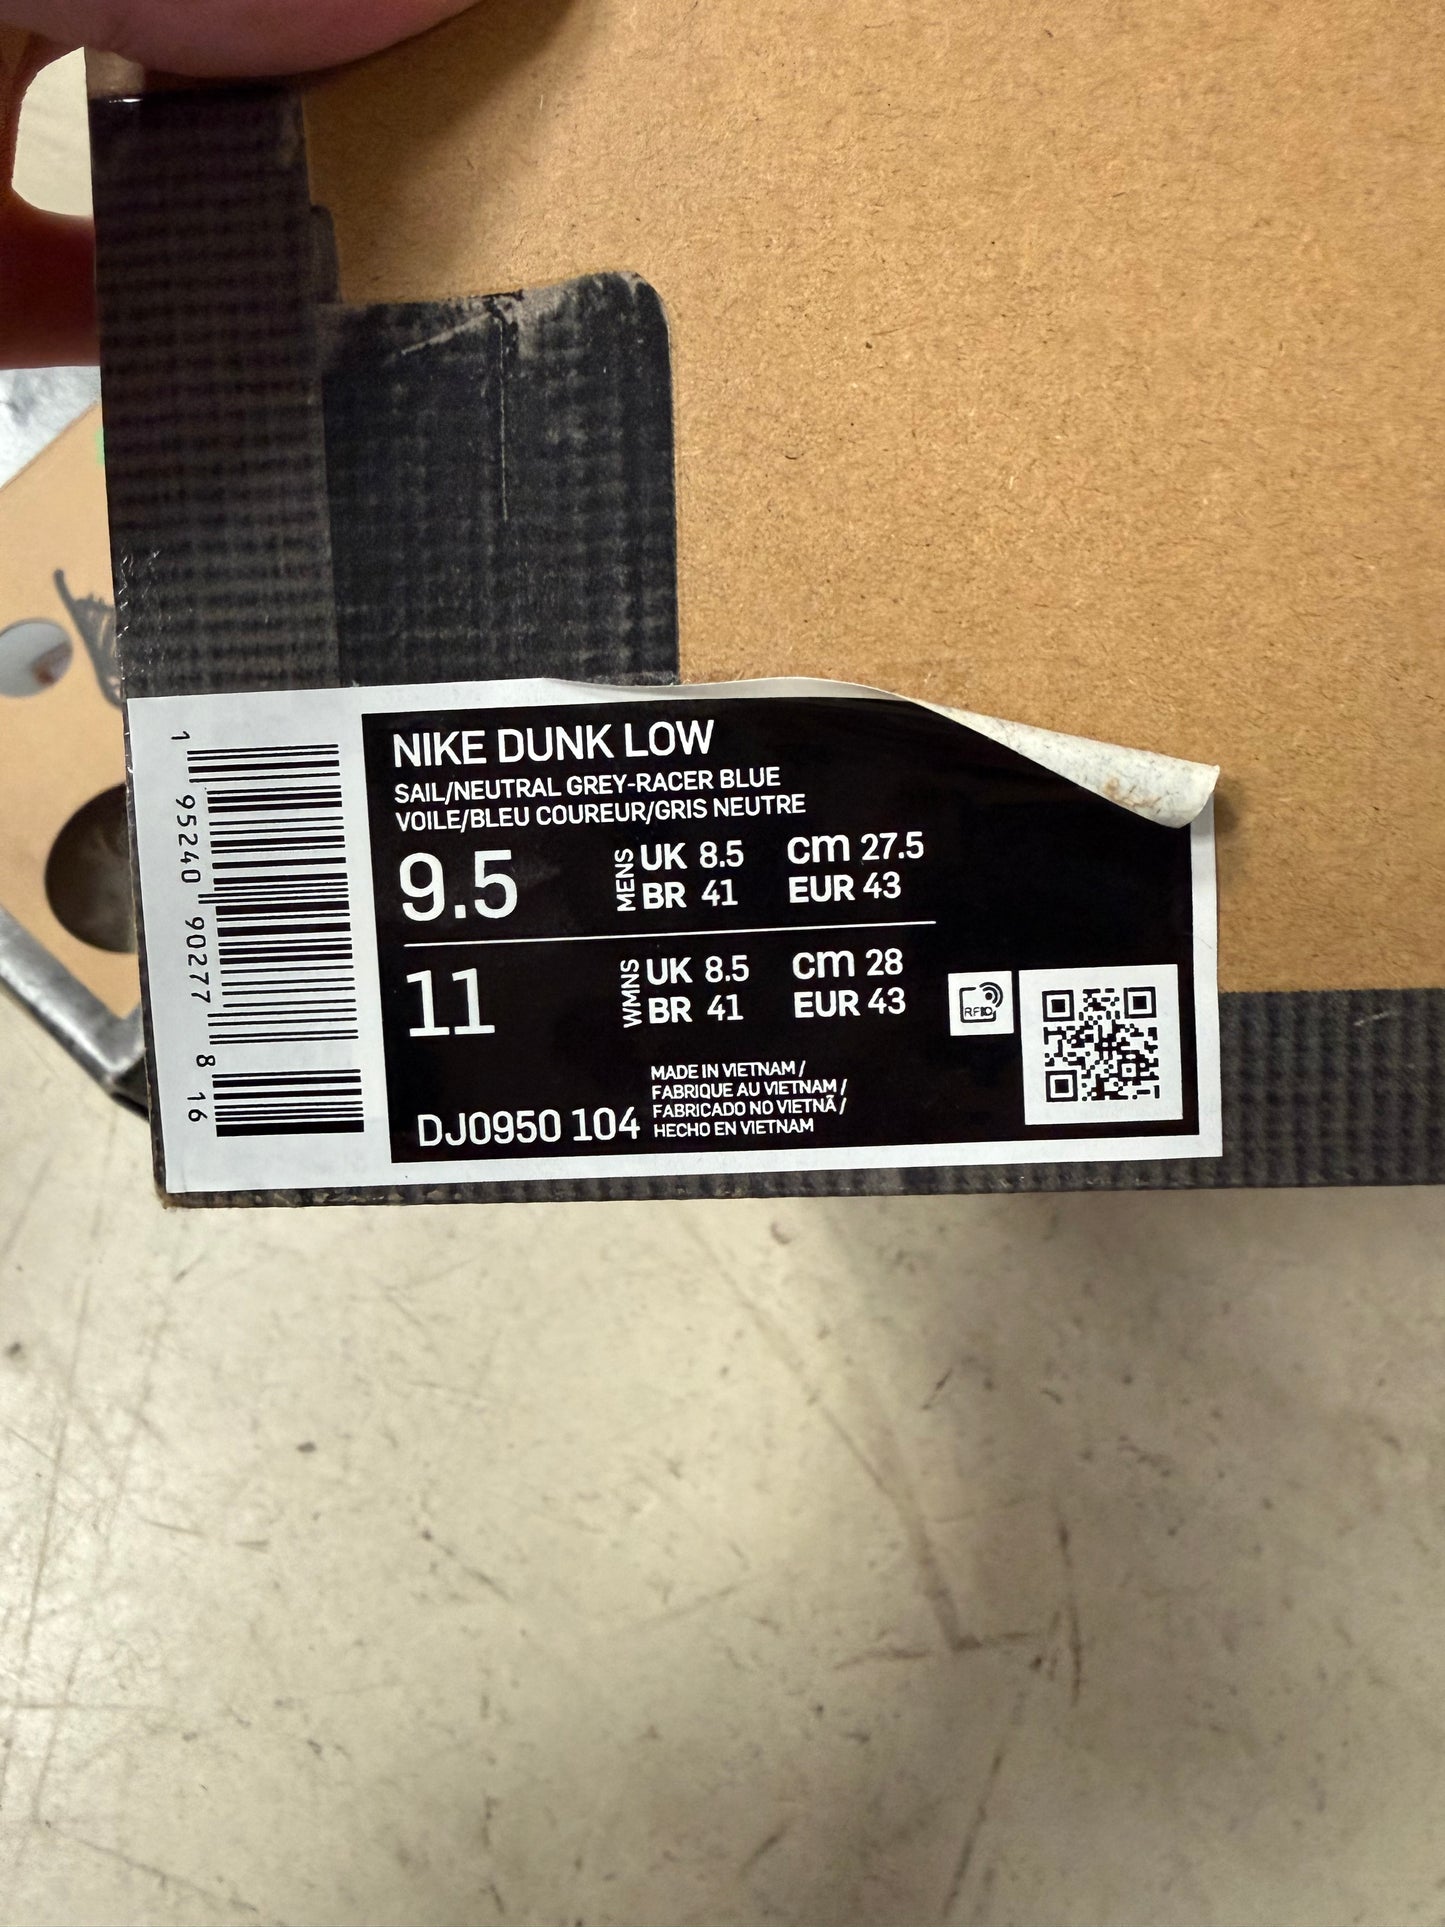 NIKE DUNK LOW
SAIL/NEUTRAL GREY-RACER BLUE
VOILE/BLEU COUREUR/GRIS NEUTRE
9.5 MENS UK 8.5 cm 27.5
BR 41 EUR 43
11 WMNS UK 8.5 cm 28
BR 41 EUR 43
RFID
MADE IN VIETNAM /
FABRIQUE AU VIETNAM /
FABRICADO NO VIETNÃ /
HECHO EN VIETNAM
DJ0950 104
1 95240 90277 8 16